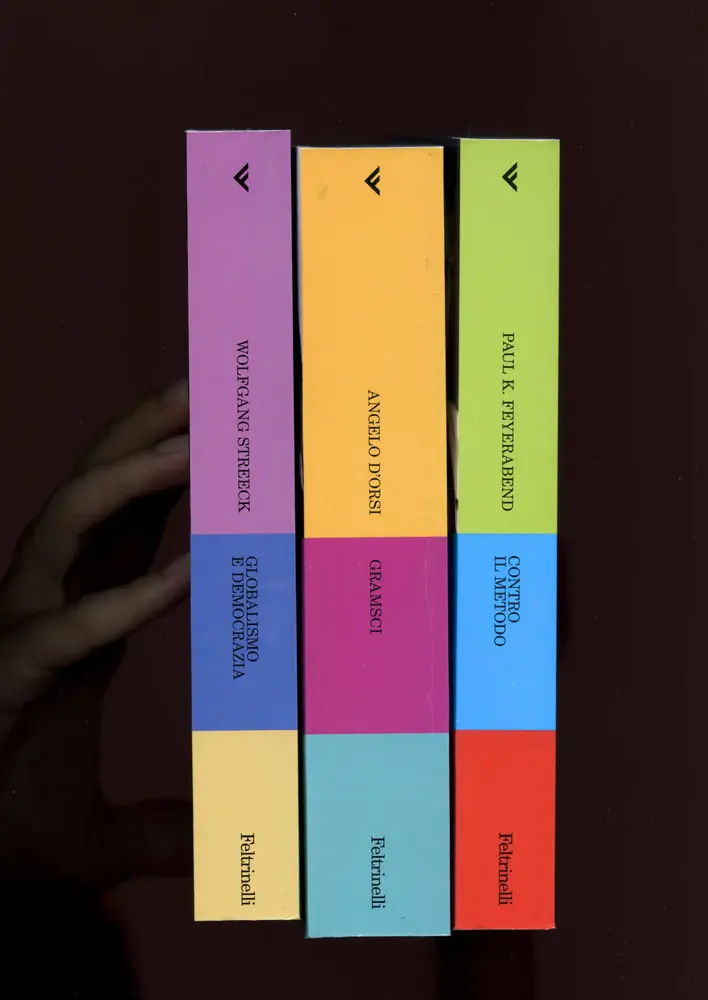 WOLFGANG STREECK
GLOBALISMO
E DEMOCRAZIA
Feltrinelli
ANGELO D'ORSI
GRAMSCI
Feltrinelli
PAUL K. FEYERABEND
CONTRO
IL METODO
Feltrinelli